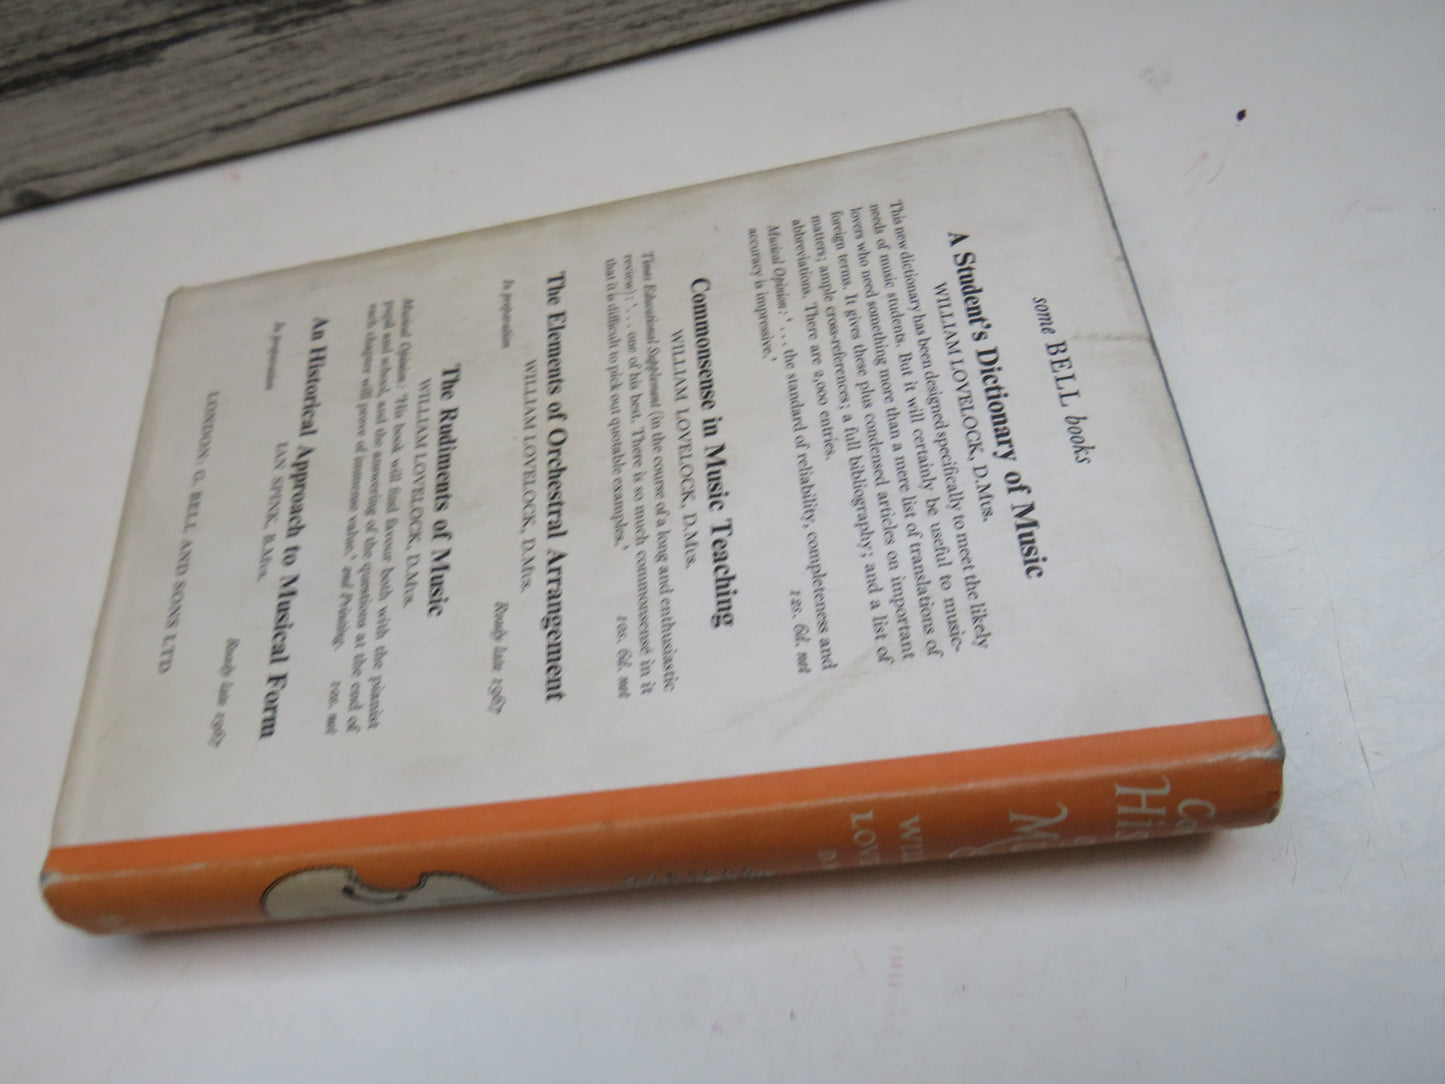 some BELL books
A Student's Dictionary of Music
WILLIAM LOVELOCK, D.MUS.
This new dictionary has been designed specifically to meet the likely
needs of music students. But it will certainly be useful to music-
lovers who need something more than a mere list of translations of
foreign terms. It gives these plus condensed articles on important
matters; ample cross-references; a full bibliography; and a list of
abbreviations. There are 2,000 entries.
Musical Opinion: '... the standard of reliability, completeness and
accuracy is impressive.' 12s. 6d. net
Commonsense in Music Teaching
WILLIAM LOVELOCK, D.MUS.
Times Educational Supplement (in the course of a long and enthusiastic
review): '... one of his best. There is so much commonsense in it
that it is difficult to pick out quotable examples.' 10s. 6d. net
The Elements of Orchestral Arrangement
WILLIAM LOVELOCK, D.MUS.
In preparation Ready late 1967
The Rudiments of Music
WILLIAM LOVELOCK, D.MUS.
Musical Opinion: 'His book will find favour both with the pianist
pupil and school, and the answering of the questions at the end of
each chapter will prove of immense value.' 2nd Printing. 10s. net
An Historical Approach to Musical Form
IAN SPINK, B.MUS.
In preparation Ready late 1967
LONDON: G. BELL AND SONS LTD